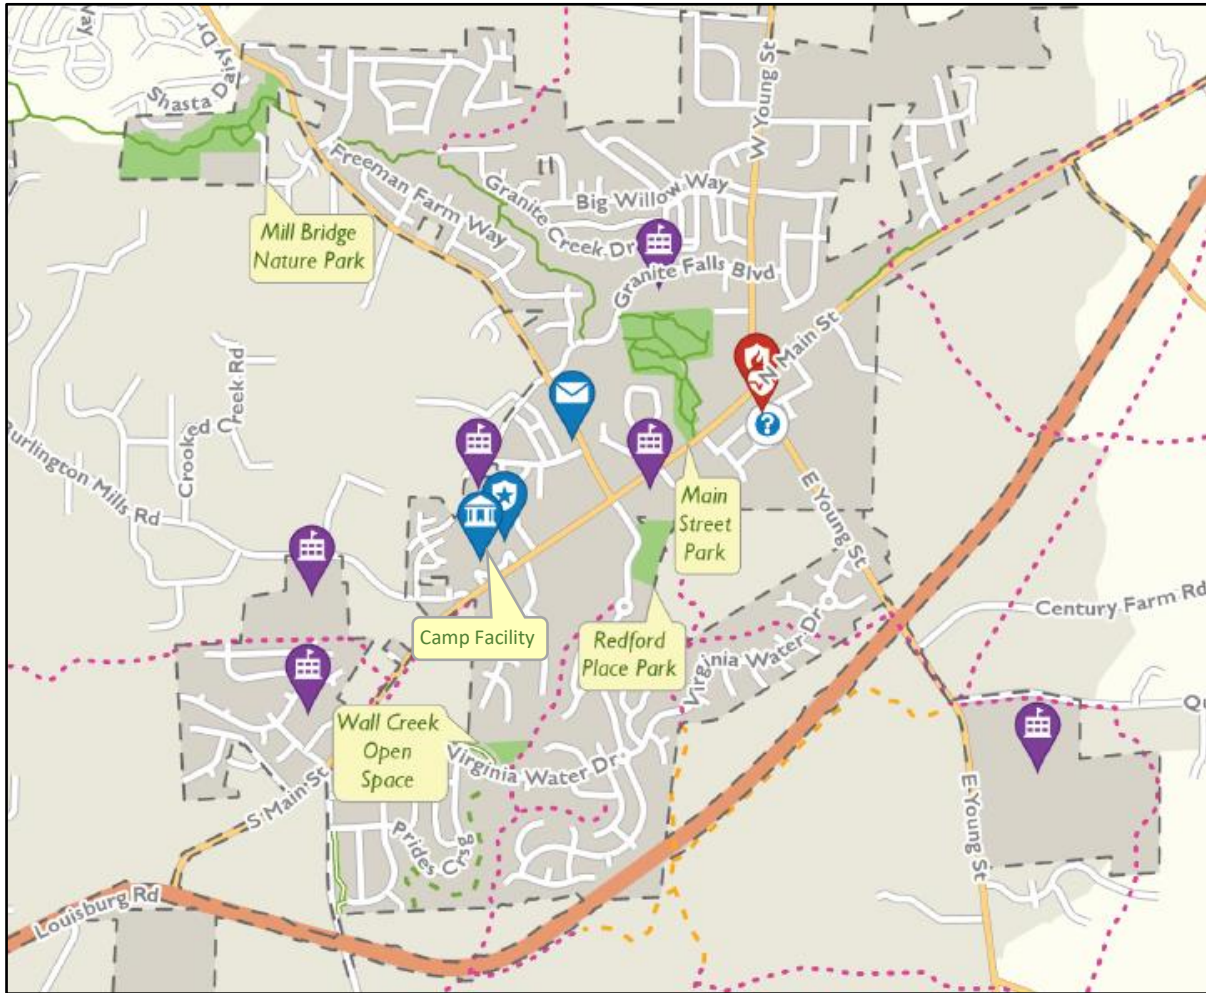 Way
Shasta Daisy Dr
W Young St
Freeman Farm Way
Granite Creek Dr
Big Willow Way
Mill Bridge
Nature Park
Granite Falls Blvd
N Main St
Crooked Creek Rd
Burlington Mills Rd
?
Main
Street
Park
E Young St
Century Farm Rd
Camp Facility
Redford
Place Park
Virginia Water Dr
Wall Creek
Open
Space
Virginia Water Dr
Qu
S Main St
Prides Crsg
E Young St
Louisburg Rd